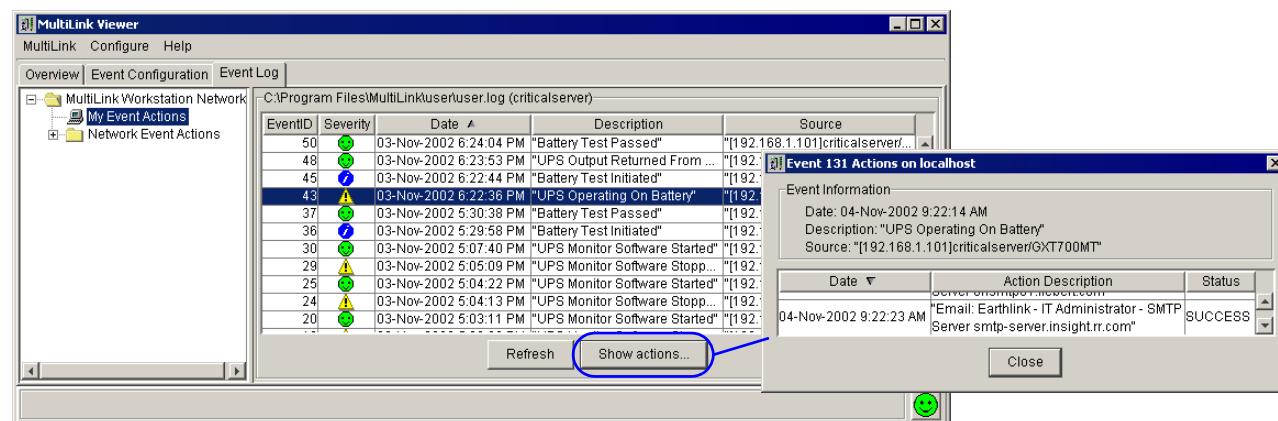 MultiLink Viewer
MultiLink Configure Help
Overview Event Configuration Event Log
MultiLink Workstation Network
My Event Actions
Network Event Actions
C:\Program Files\MultiLink\user\user.log (criticalserver)
EventID Severity Date Description Source
50 03-Nov-2002 6:24:04 PM "Battery Test Passed" "[192.168.1.101]criticalserver/...
48 03-Nov-2002 6:23:53 PM "UPS Output Returned From ... "[192.
45 03-Nov-2002 6:22:44 PM "Battery Test Initiated" "[192.
43 03-Nov-2002 6:22:36 PM "UPS Operating On Battery" "[192.
37 03-Nov-2002 5:30:38 PM "Battery Test Passed" "[192.
36 03-Nov-2002 5:29:58 PM "Battery Test Initiated" "[192.
30 03-Nov-2002 5:07:40 PM "UPS Monitor Software Started" "[192.
29 03-Nov-2002 5:05:09 PM "UPS Monitor Software Stopp... "[192.
25 03-Nov-2002 5:04:22 PM "UPS Monitor Software Started" "[192.
24 03-Nov-2002 5:04:13 PM "UPS Monitor Software Stopp... "[192.
20 03-Nov-2002 5:03:11 PM "UPS Monitor Software Started" "[192.
Refresh Show actions...
Event 131 Actions on localhost
Event Information
Date: 04-Nov-2002 9:22:14 AM
Description: "UPS Operating On Battery"
Source: "[192.168.1.101]criticalserver/GXT700MT"
Date Action Description Status
04-Nov-2002 9:22:23 AM "Email: Earthlink - IT Administrator - SMTP
Server smtp-server.insight.rr.com" SUCCESS
Close